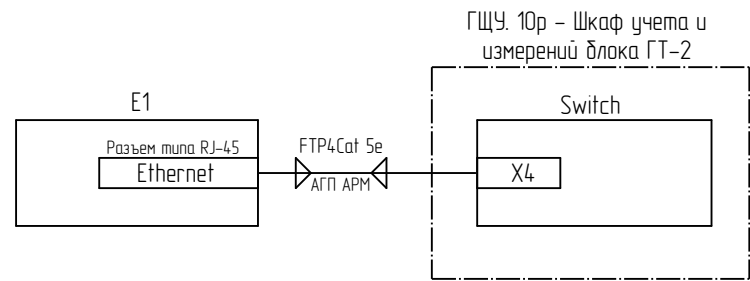 ГЩУ. 10р – Шкаф учета и
измерений блока ГТ-2
E1
Switch
Разъем типа RJ-45
FTP4Cat 5e
Ethernet
АГП АРМ
X4